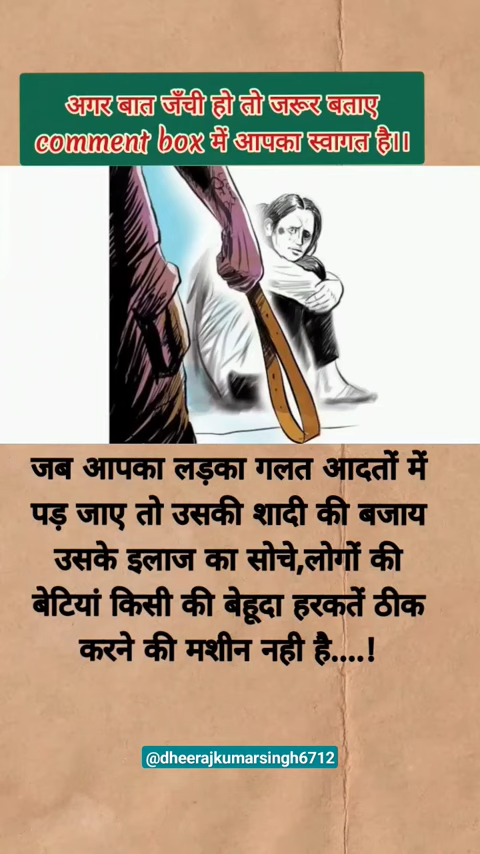 अगर बात जँची हो तो जरूर बताए
comment box में आपका स्वागत है।।
जब आपका लड़का गलत आदतों में
पड़ जाए तो उसकी शादी की बजाय
उसके इलाज का सोचे,लोगों की
बेटियां किसी की बेहूदा हरकतें ठीक
करने की मशीन नही है....!
@dheerajkumarsingh6712